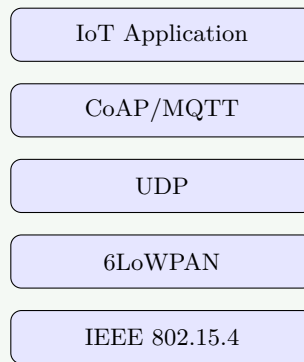 IoT Application
CoAP/MQTT
UDP
6LoWPAN
IEEE 802.15.4